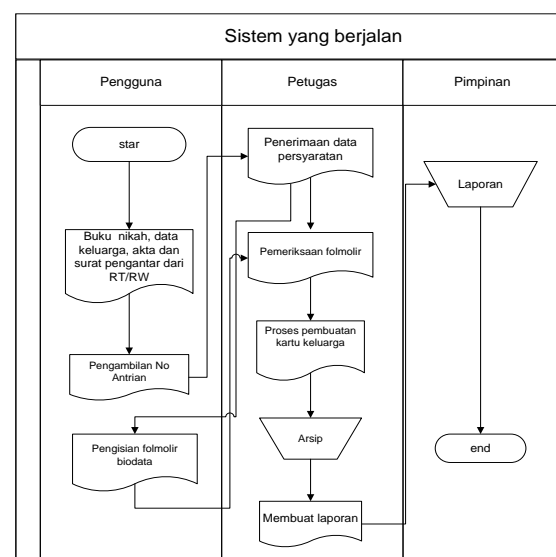 Sistem yang berjalan
Pengguna
Petugas
Pimpinan
star
Buku nikah, data
keluarga, akta dan
surat pengantar dari
RT/RW
Pengambilan No
Antrian
Pengisian folmolir
biodata
Penerimaan data
persyaratan
Pemeriksaan folmolir
Proses pembuatan
kartu keluarga
Arsip
Membuat laporan
Laporan
end